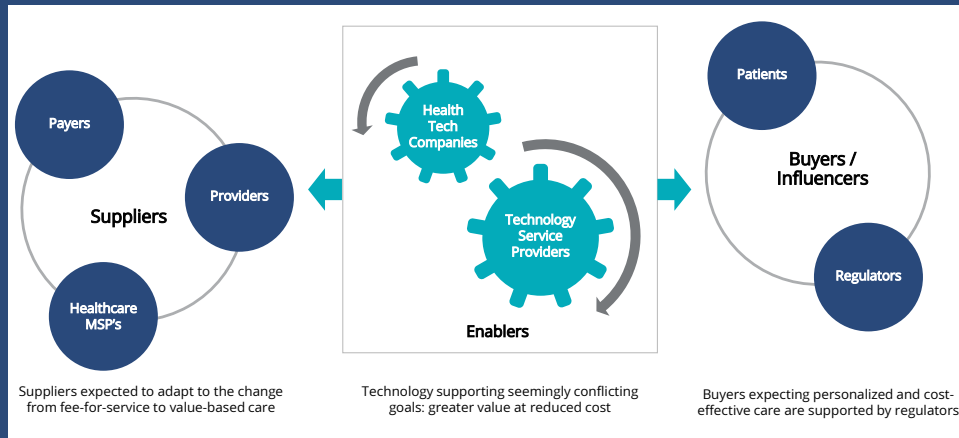 Payers
Providers
Suppliers
Healthcare
MSP's
Suppliers expected to adapt to the change
from fee-for-service to value-based care
Health
Tech
Companies
Technology
Service
Providers
Enablers
Technology supporting seemingly conflicting
goals: greater value at reduced cost
Patients
Buyers /
Influencers
Regulators
Buyers expecting personalized and cost-
effective care are supported by regulators